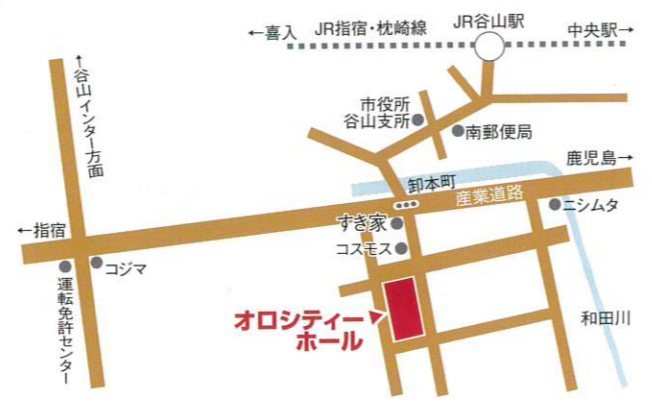 ←喜入
JR指宿・枕崎線
JR谷山駅
中央駅→
↑谷山インター方面
市役所
谷山支所
南郵便局
鹿児島→
卸本町
産業道路
ニシムタ
すき家
コスモス
←指宿
コジマ
運転免許センター
オロシティー
ホール
和田川